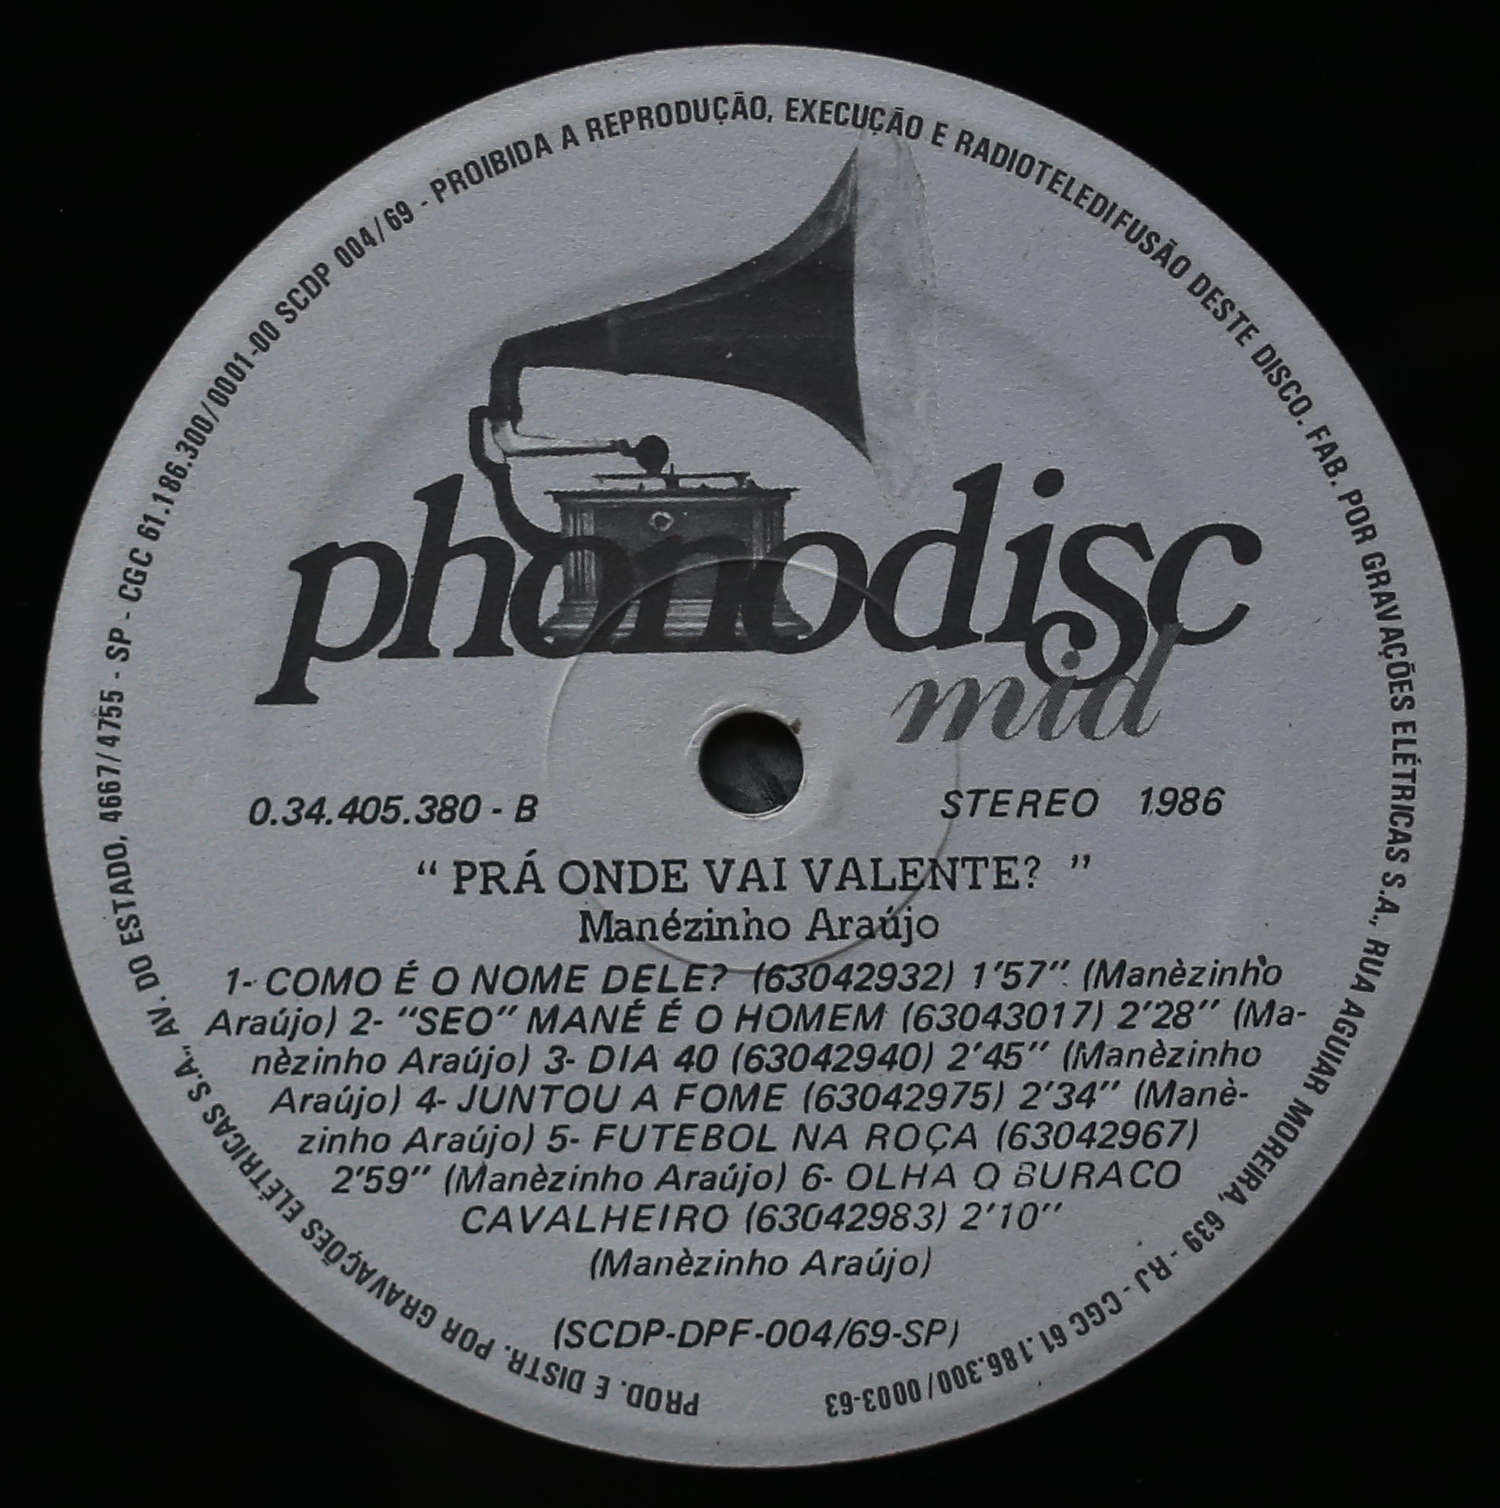 PROD. E DISTR. POR GRAVAÇÕES ELÉTRICAS S.A., AV. DO ESTADO, 4667/4755 - SP - CGC 61.186.300/0001-00 SCDP 004/69 - PROIBIDA A REPRODUÇÃO, EXECUÇÃO E RADIOTELEDIFUSÃO DESTE DISCO. FAB. POR GRAVAÇÕES ELÉTRICAS S.A., RUA AGUIAR MOREIRA, 639 - RJ - CGC 61.186.300/0003-63
phonodisc
mid
0.34.405.380 - B
STEREO 1986
“ PRÁ ONDE VAI VALENTE? ”
Manézinho Araújo
1- COMO É O NOME DELE? (63042932) 1'57'' (Manèzinho
Araújo) 2- “SEO” MANÉ É O HOMEM (63043017) 2'28'' (Ma-
nèzinho Araújo) 3- DIA 40 (63042940) 2'45'' (Manèzinho
Araújo) 4- JUNTOU A FOME (63042975) 2'34'' (Manè-
zinho Araújo) 5- FUTEBOL NA ROÇA (63042967)
2'59'' (Manèzinho Araújo) 6- OLHA O BURACO
CAVALHEIRO (63042983) 2'10''
(Manèzinho Araújo)
(SCDP-DPF-004/69-SP)